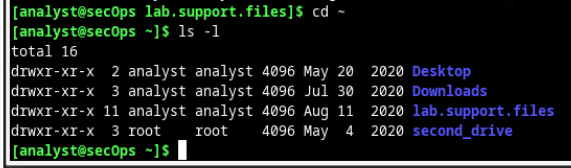 [analyst@secOps lab.support.files]$ cd ~
[analyst@secOps ~]$ ls -l
total 16
drwxr-xr-x  2 analyst analyst 4096 May 20  2020 Desktop
drwxr-xr-x  3 analyst analyst 4096 Jul 30  2020 Downloads
drwxr-xr-x 11 analyst analyst 4096 Aug 11  2020 lab.support.files
drwxr-xr-x  3 root    root    4096 May  4  2020 second_drive
[analyst@secOps ~]$